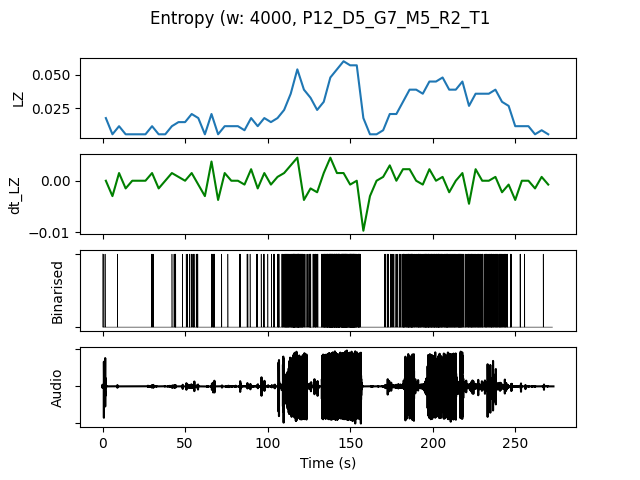 Entropy (w: 4000, P12_D5_G7_M5_R2_T1
0.050
0.025
LZ
0.00
−0.01
dt_LZ
Binarised
Audio
0 50 100 150 200 250
Time (s)